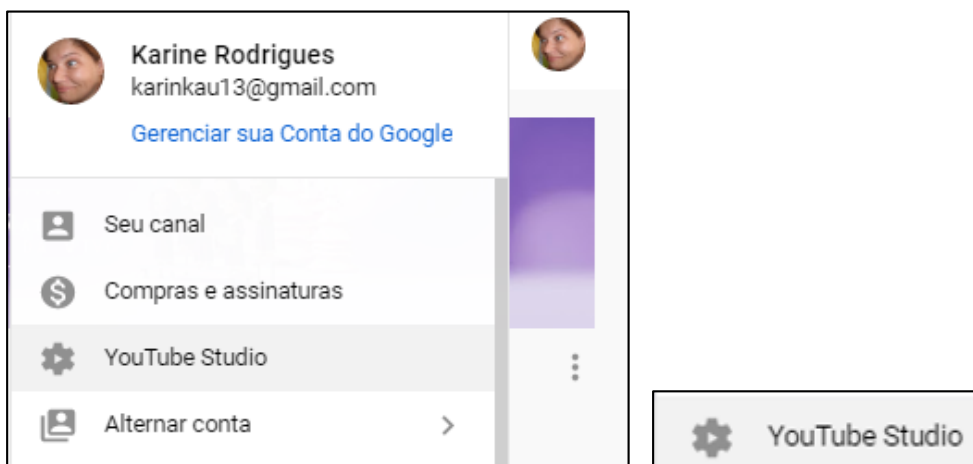 Karine Rodrigues
karinkau13@gmail.com
Gerenciar sua Conta do Google
Seu canal
Compras e assinaturas
YouTube Studio
Alternar conta
YouTube Studio